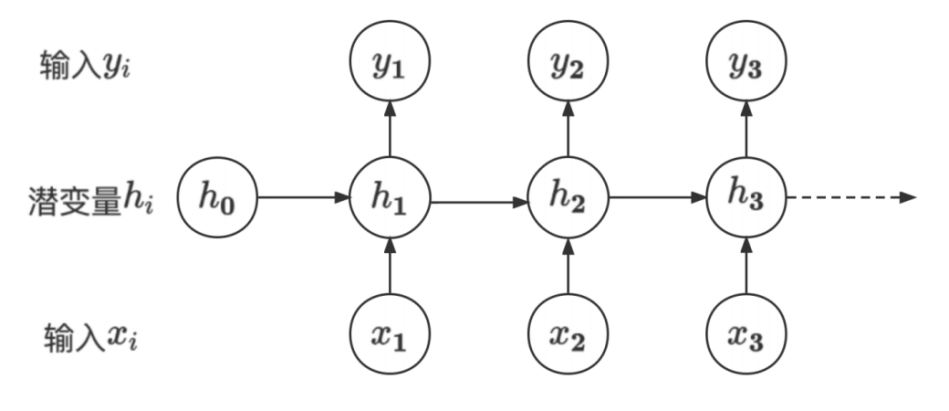 输入yᵢ y₁ y₂ y₃
潜变量hᵢ h₀ h₁ h₂ h₃
输入xᵢ x₁ x₂ x₃